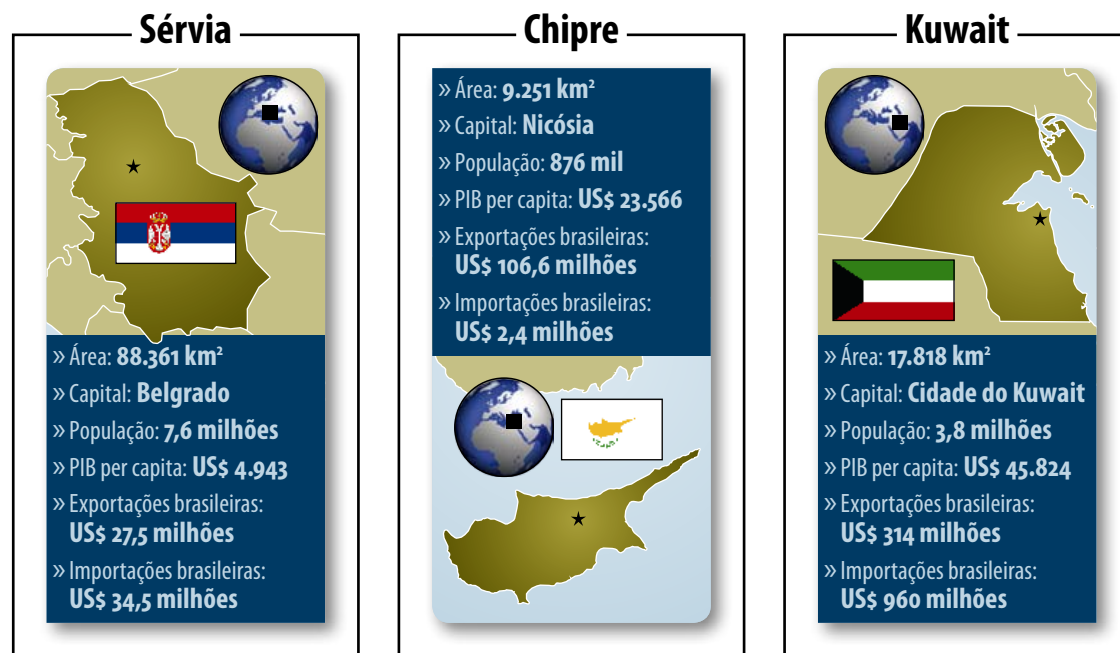 Sérvia
» Área: 88.361 km²
» Capital: Belgrado
» População: 7,6 milhões
» PIB per capita: US$ 4.943
» Exportações brasileiras:
US$ 27,5 milhões
» Importações brasileiras:
US$ 34,5 milhões
Chipre
» Área: 9.251 km²
» Capital: Nicósia
» População: 876 mil
» PIB per capita: US$ 23.566
» Exportações brasileiras:
US$ 106,6 milhões
» Importações brasileiras:
US$ 2,4 milhões
Kuwait
» Área: 17.818 km²
» Capital: Cidade do Kuwait
» População: 3,8 milhões
» PIB per capita: US$ 45.824
» Exportações brasileiras:
US$ 314 milhões
» Importações brasileiras:
US$ 960 milhões